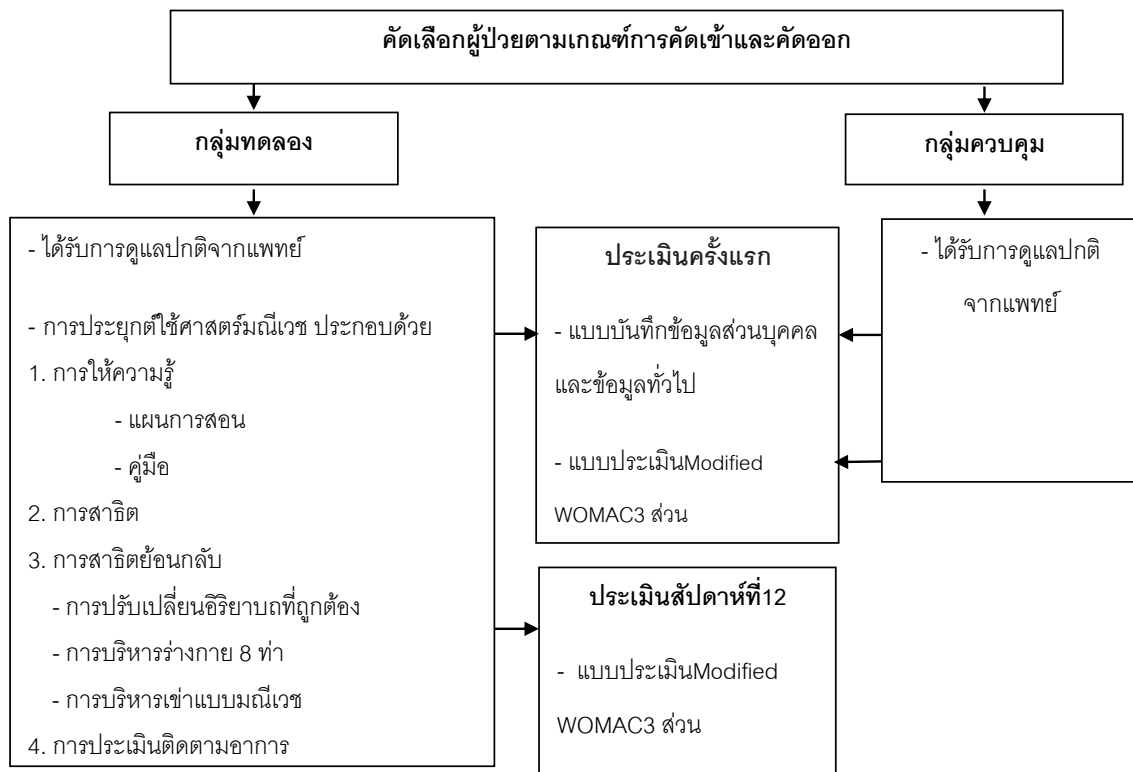 คัดเลือกผู้ป่วยตามเกณฑ์การคัดเข้าและคัดออก
กลุ่มทดลอง
กลุ่มควบคุม
- ได้รับการดูแลปกติจากแพทย์
- การประยุกต์ใช้ศาสตร์มณีเวช ประกอบด้วย
1. การให้ความรู้
- แผนการสอน
- คู่มือ
2. การสาธิต
3. การสาธิตย้อนกลับ
- การปรับเปลี่ยนอิริยาบถที่ถูกต้อง
- การบริหารร่างกาย 8 ท่า
- การบริหารเข่าแบบมณีเวช
4. การประเมินติดตามอาการ
ประเมินครั้งแรก
- แบบบันทึกข้อมูลส่วนบุคคล
และข้อมูลทั่วไป
- แบบประเมินModified
WOMAC3 ส่วน
ประเมินสัปดาห์ที่12
- แบบประเมินModified
WOMAC3 ส่วน
- ได้รับการดูแลปกติ
จากแพทย์